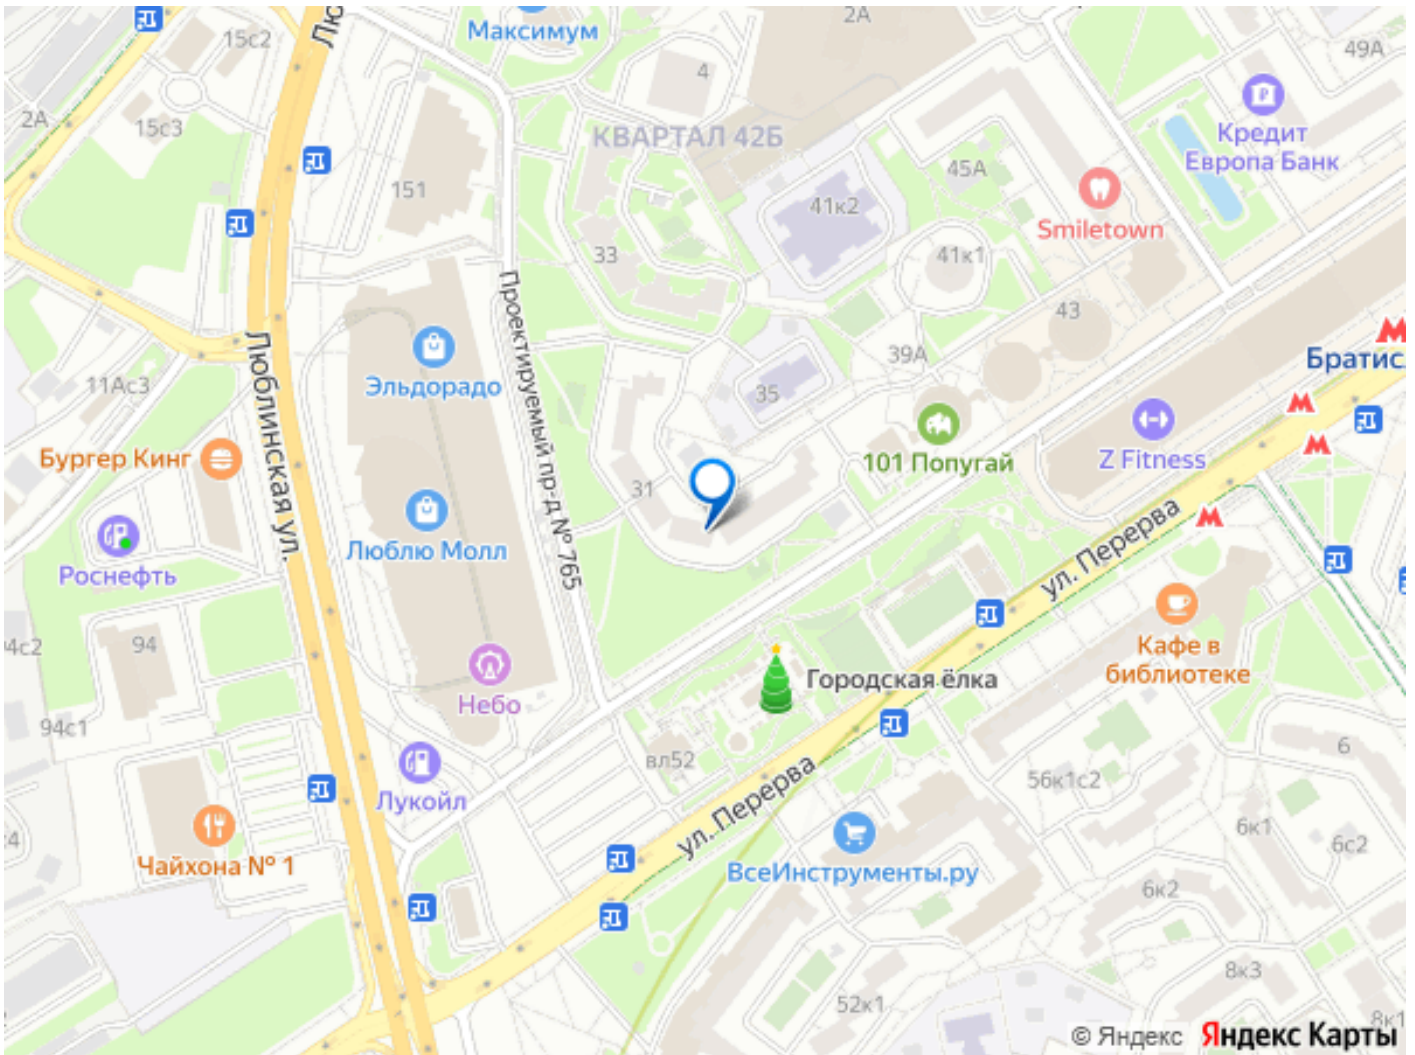 Максимум
2А
15с2
Лю
49А
4
2А
15с3
КВАРТАЛ 42Б
Кредит
Европа Банк
45А
151
41к2
Smiletown
33
41к1
Проектируемый пр-д № 765
43
Люблинская ул.
Эльдорадо
39А
Братис
11Ас3
35
Бургер Кинг
101 Попугай
Z Fitness
31
Люблю Молл
ул. Перерва
Роснефть
94
Кафе в
библиотеке
4с2
Небо
Городская ёлка
94с1
вл52
6
56к1с2
Лукойл
ул. Перерва
6к1
6с2
Чайхона № 1
ВсеИнструменты.ру
6к2
8к3
52к1
8к1
© Яндекс Яндекс Карты